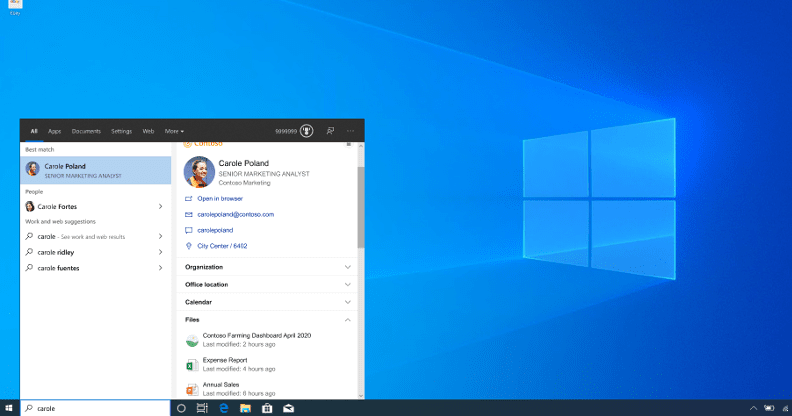 All Apps Documents Settings Web More 9899999
Best match
Carole Poland
SENIOR MARKETING ANALYST
People
Carole Fortes
Work and web suggestions
carole - See work and web results
carole ridley
carole fuentes
Contoso
Carole Poland
SENIOR MARKETING ANALYST
Contoso Marketing
Open in browser
carolepoland@contoso.com
carolepoland
City Center / 6402
Organization
Office location
Calendar
Files
Contoso Farming Dashboard April 2020
Last modified: 2 hours ago
Expense Report
Last modified: 4 hours ago
Annual Sales
Last modified: 6 hours ago
carole